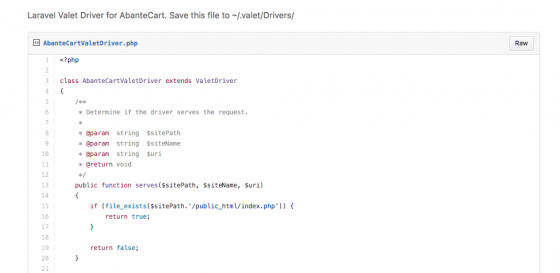 Laravel Valet Driver for AbanteCart. Save this file to ~/.valet/Drivers/
AbanteCartValetDriver.php
Raw
1 <?php
2
3 class AbanteCartValetDriver extends ValetDriver
4 {
5 /**
6 * Determine if the driver serves the request.
7 *
8 * @param string $sitePath
9 * @param string $siteName
10 * @param string $uri
11 * @return void
12 */
13 public function serves($sitePath, $siteName, $uri)
14 {
15 if (file_exists($sitePath.'/public_html/index.php')) {
16 return true;
17 }
18
19 return false;
20 }
21